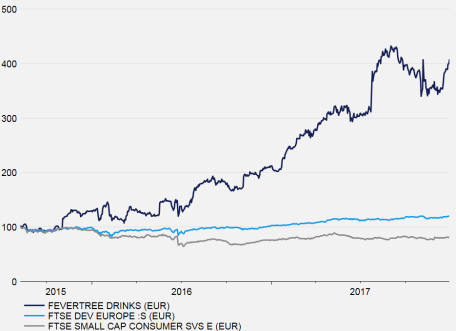 500
400
300
200
100
0
2015 2016 2017
FEVERTREE DRINKS (EUR)
FTSE DEV EUROPE :S (EUR)
FTSE SMALL CAP CONSUMER SVS E (EUR)